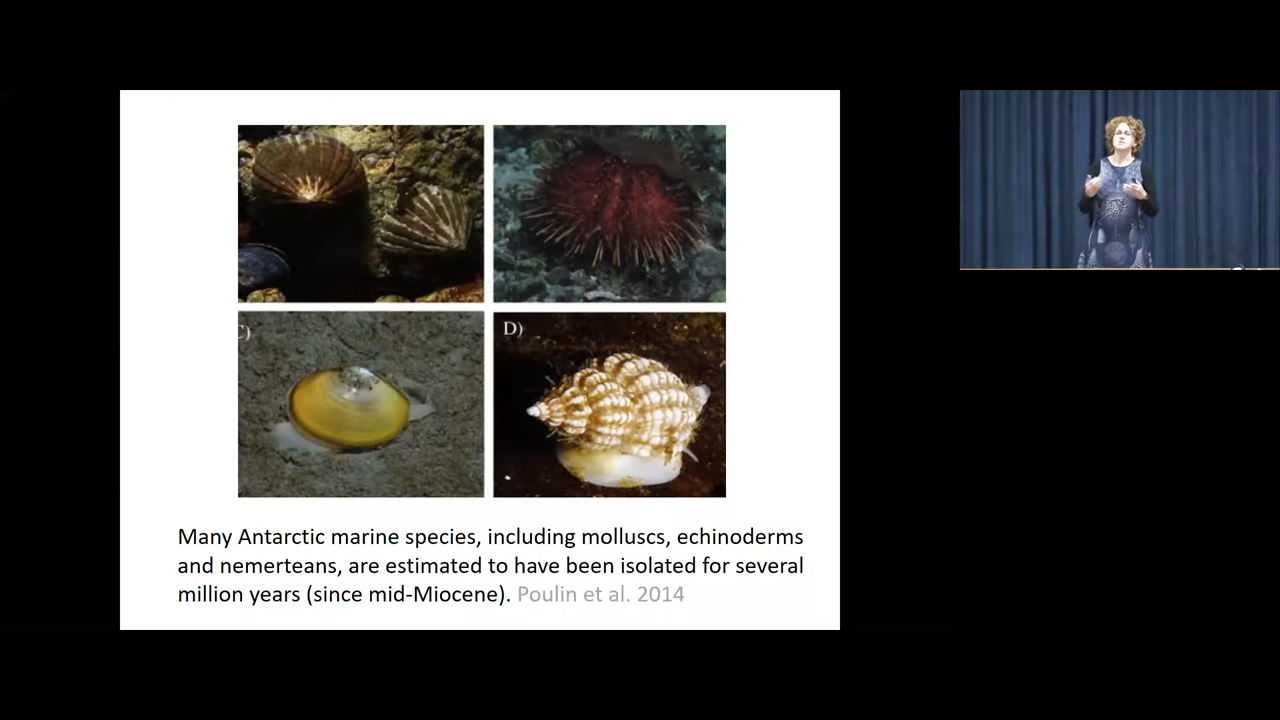 C)
D)
Many Antarctic marine species, including molluscs, echinoderms
and nemerteans, are estimated to have been isolated for several
million years (since mid-Miocene). Poulin et al. 2014